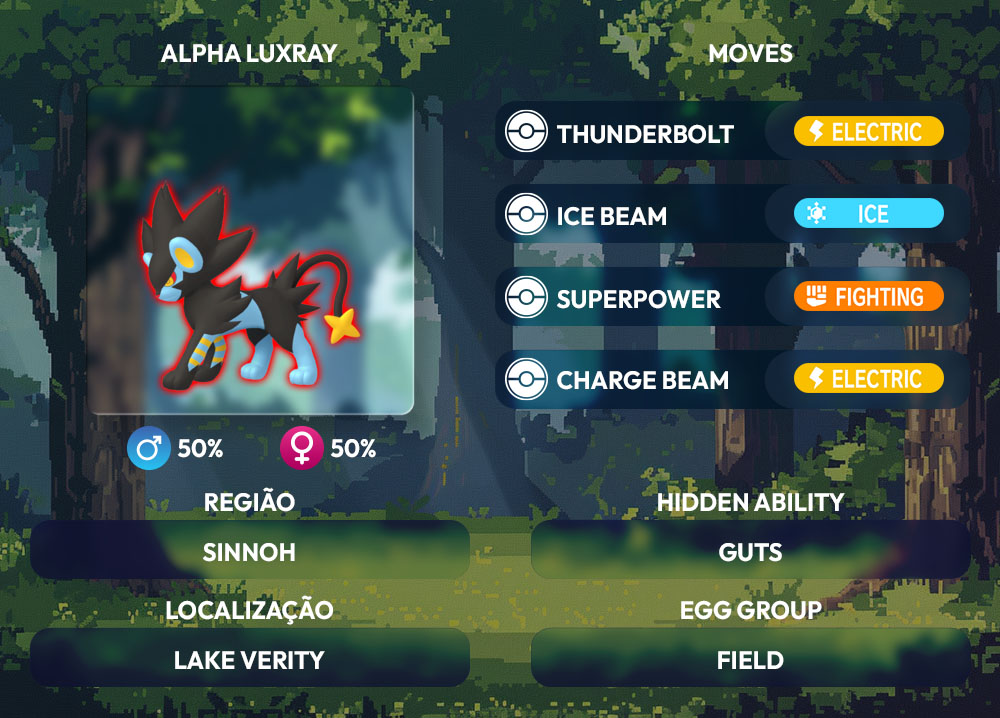 ALPHA LUXRAY
50%
50%
REGIÃO
SINNOH
LOCALIZAÇÃO
LAKE VERITY
MOVES
THUNDERBOLT ELECTRIC
ICE BEAM ICE
SUPERPOWER FIGHTING
CHARGE BEAM ELECTRIC
HIDDEN ABILITY
GUTS
EGG GROUP
FIELD